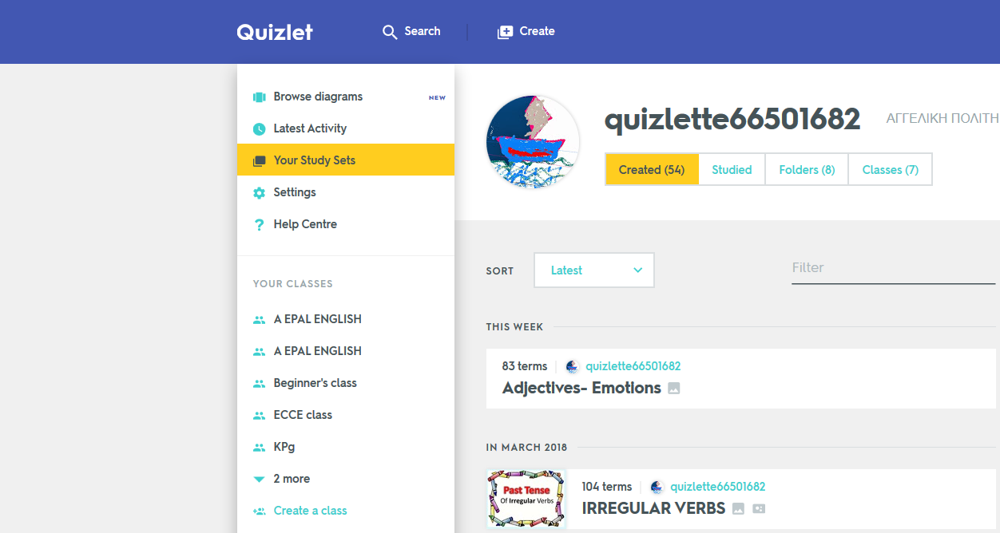 Quizlet
Search
Create
Browse diagrams
NEW
Latest Activity
Your Study Sets
Settings
Help Centre
YOUR CLASSES
A EPAL ENGLISH
A EPAL ENGLISH
Beginner's class
ECCE class
KPg
2 more
Create a class
quizlette66501682
ΑΓΓΕΛΙΚΗ ΠΟΛΙΤΗ
Created (54)
Studied
Folders (8)
Classes (7)
SORT
Latest
Filter
THIS WEEK
83 terms
quizlette66501682
Adjectives- Emotions
IN MARCH 2018
Past Tense
Of Irregular Verbs
104 terms
quizlette66501682
IRREGULAR VERBS